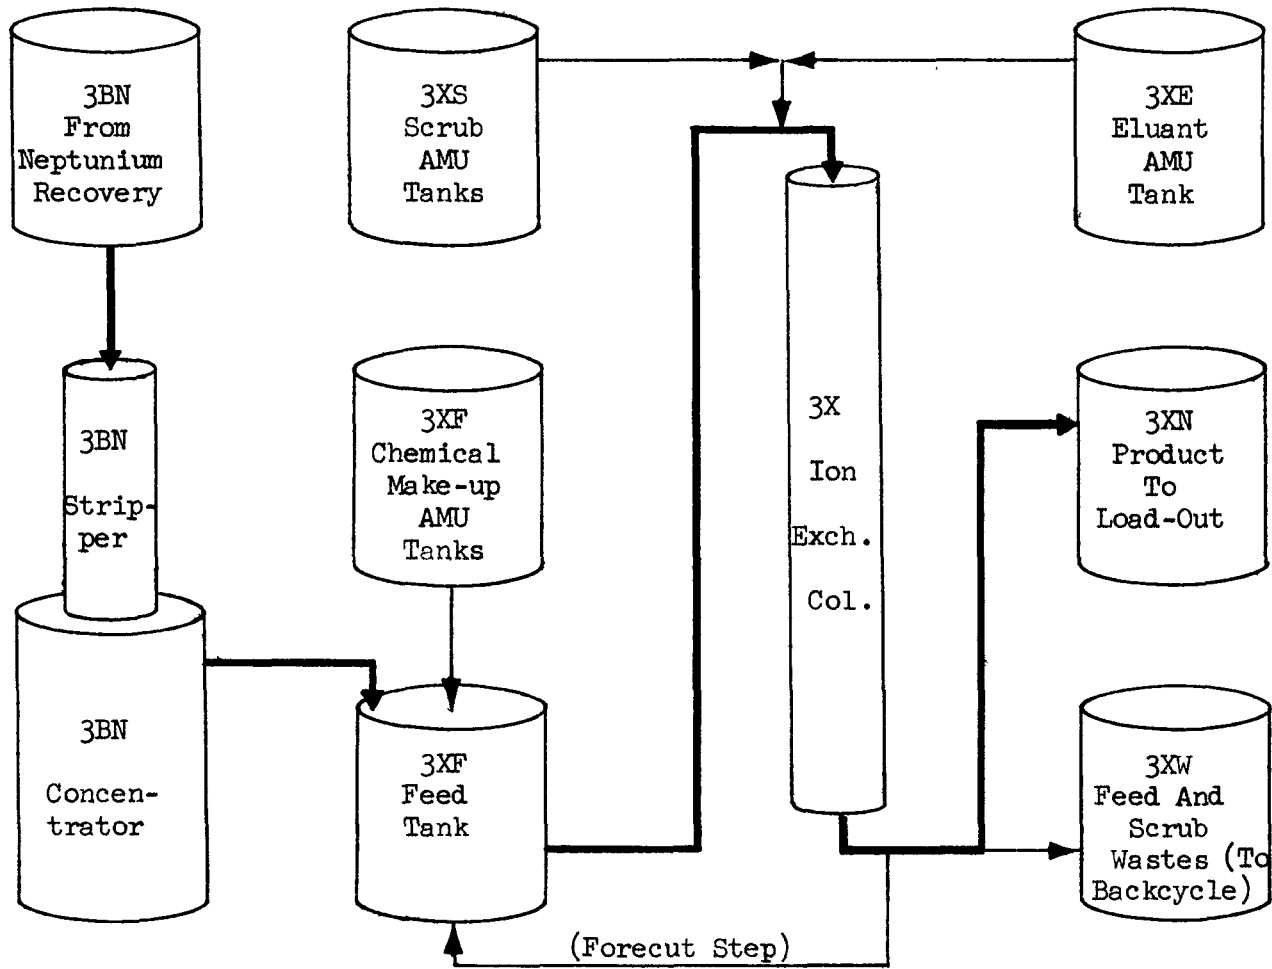 3BN
From
Neptunium
Recovery
3XS
Scrub
AMU
Tanks
3XE
Eluant
AMU
Tank
3BN
Strip-
per
3XF
Chemical
Make-up
AMU
Tanks
3X
Ion
Exch.
Col.
3XN
Product
To
Load-Out
3BN
Concen-
trator
3XF
Feed
Tank
3XW
Feed And
Scrub
Wastes (To
Backcycle)
(Forecut Step)